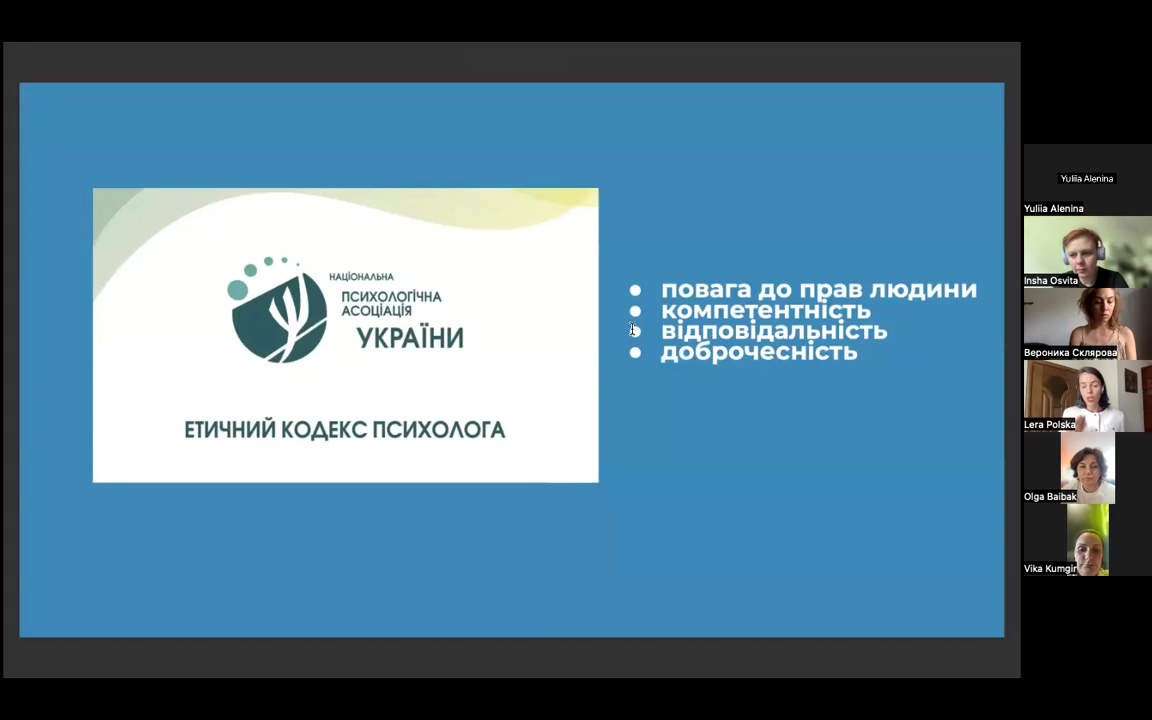 НАЦІОНАЛЬНА
ПСИХОЛОГІЧНА
АСОЦІАЦІЯ
УКРАЇНИ
ЕТИЧНИЙ КОДЕКС ПСИХОЛОГА
● повага до прав людини
● компетентність
● відповідальність
● доброчесність
Yuliia Alenina
Yuliia Alenina
Insha Osvita
Вероника Склярова
Lera Polska
Olga Baibak
Vika Kumgir